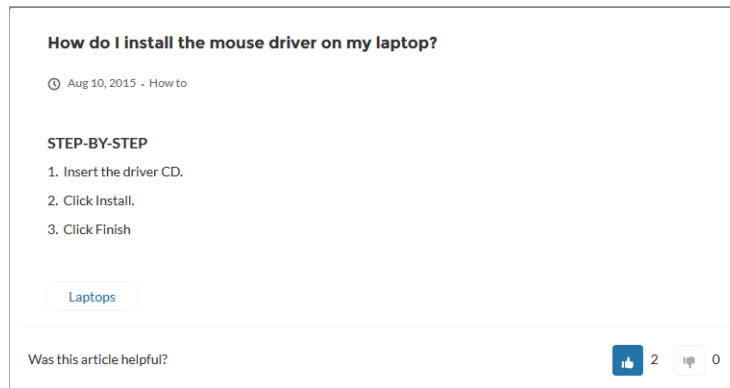 How do I install the mouse driver on my laptop?
Aug 10, 2015 • How to
STEP-BY-STEP
1. Insert the driver CD.
2. Click Install.
3. Click Finish
Laptops
Was this article helpful? 2 0